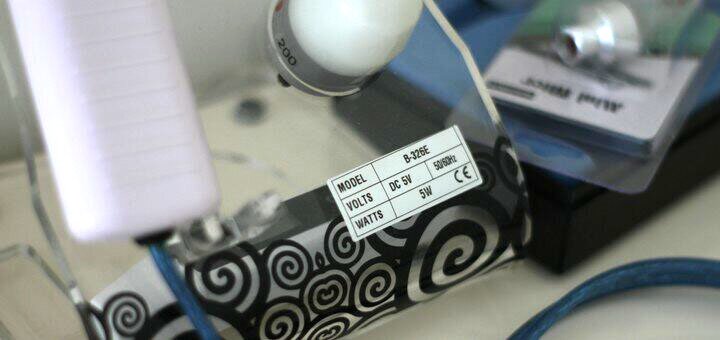 200
MODEL B-326E
VOLTS DC 5V 50/60Hz
WATTS 5W CE